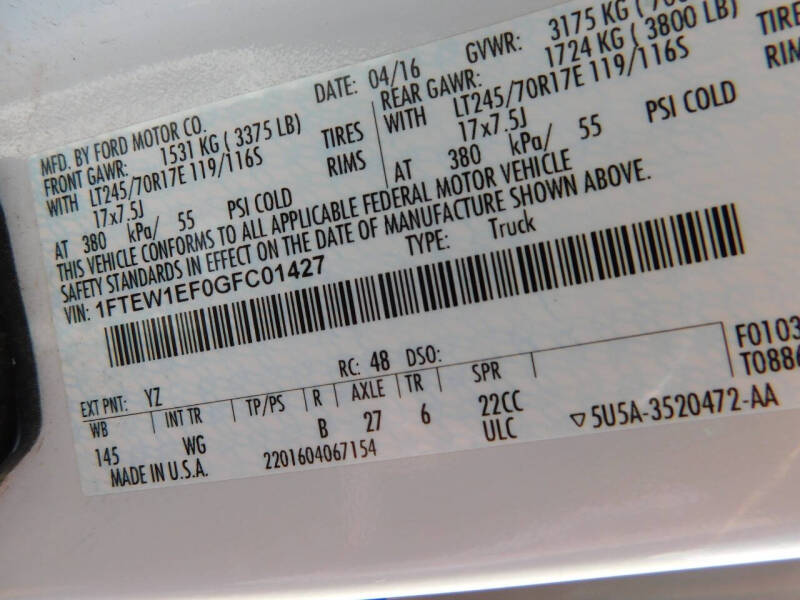 MFD. BY FORD MOTOR CO.
DATE: 04/16 GVWR: 3175 KG
FRONT GAWR: 1531 KG ( 3375 LB) REAR GAWR: 1724 KG ( 3800 LB)
WITH LT245/70R17E 119/116S TIRES WITH LT245/70R17E 119/116S TIRES
17x7.5J RIMS 17x7.5J RIMS
AT 380 kPa/ 55 PSI COLD AT 380 kPa/ 55 PSI COLD
THIS VEHICLE CONFORMS TO ALL APPLICABLE FEDERAL MOTOR VEHICLE
SAFETY STANDARDS IN EFFECT ON THE DATE OF MANUFACTURE SHOWN ABOVE.
VIN: 1FTEW1EF0GFC01427 TYPE: Truck
F0103
EXT PNT: YZ RC: 48 DSO: T0886
WB INT TR TP/PS R AXLE TR SPR
145 WG B 27 6 22CC ▽5U5A-3520472-AA
MADE IN U.S.A. 2201604067154 ULC